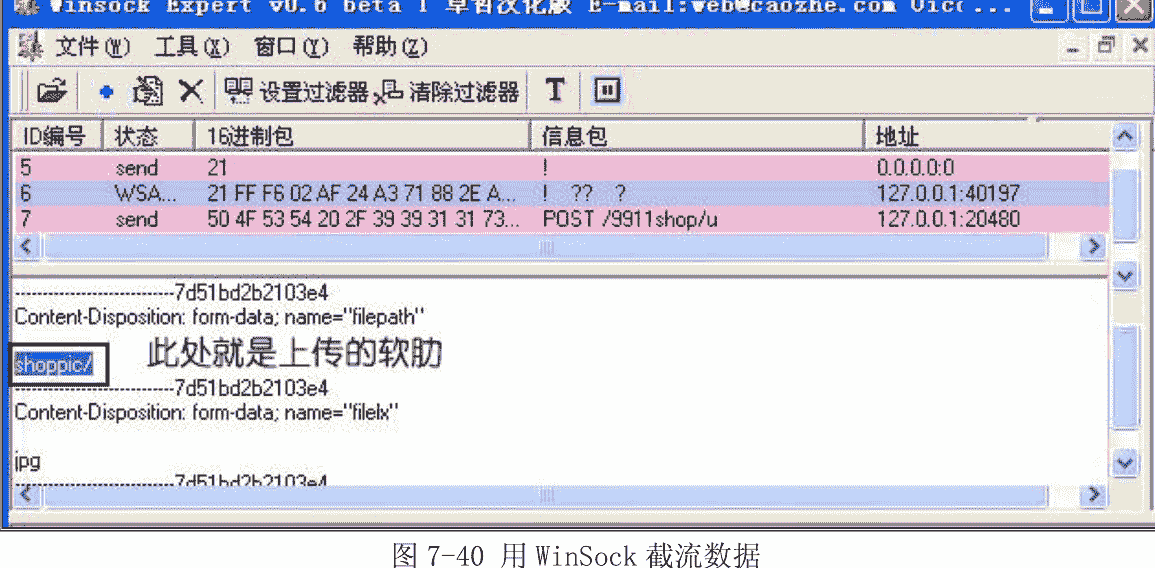 Winsock Expert v0.6 beta 1 草哲汉化版 E-mail:web@caozhe.com
文件(W) 工具(X) 窗口(Y) 帮助(Z)
设置过滤器 清除过滤器 T
ID编号 状态 16进制包 信息包 地址
5 send 21 ! 0.0.0.0:0
6 WSA... 21 FF F6 02 AF 24 A3 71 88 2E A... ! ?? ? 127.0.0.1:40197
7 send 50 4F 53 54 20 2F 39 39 31 31 73... POST /9911shop/u 127.0.0.1:20480
-----------------------------7d51bd2b2103e4
Content-Disposition: form-data; name="filepath"
shoppic/ 此处就是上传的软肋
-----------------------------7d51bd2b2103e4
Content-Disposition: form-data; name="filelx"
jpg
-----------------------------7d51bd2b2103e4
图 7-40 用 WinSock 截流数据